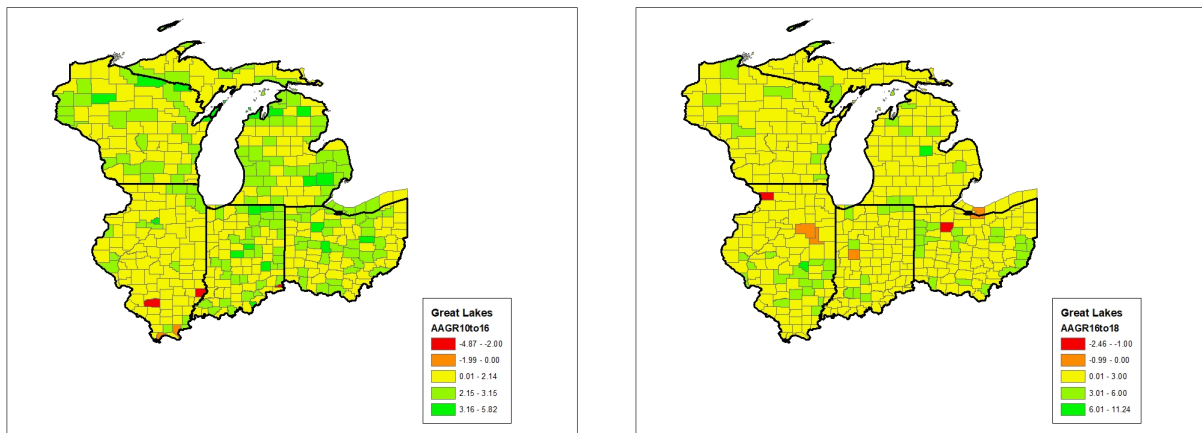 Great Lakes
AAGR10to16
-4.87 - -2.00
-1.99 - 0.00
0.01 - 2.14
2.15 - 3.15
3.16 - 5.82
Great Lakes
AAGR16to18
-2.46 - -1.00
-0.99 - 0.00
0.01 - 3.00
3.01 - 6.00
6.01 - 11.24